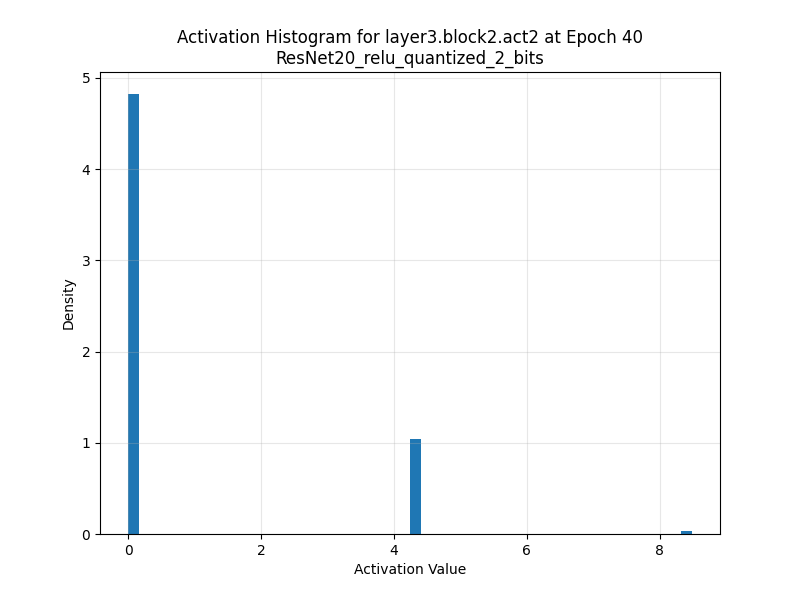 Activation Histogram for layer3.block2.act2 at Epoch 40
ResNet20_relu_quantized_2_bits
5
4
3
2
1
0
Density
0 2 4 6 8
Activation Value